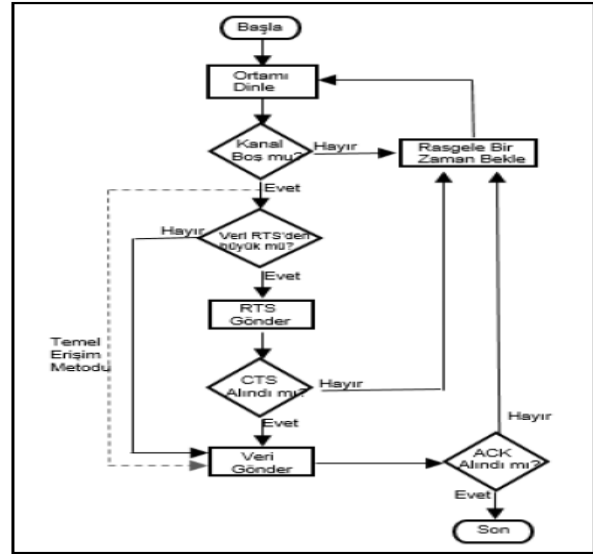 Başla
Ortamı
Dinle
Kanal
Boş mu?
Hayır
Rasgele Bir
Zaman Bekle
Evet
Hayır
Veri RTS'den
büyük mü?
Evet
RTS
Gönder
Temel
Erişim
Metodu
CTS
Alındı mı?
Hayır
Evet
Hayır
Veri
Gönder
ACK
Alındı mı?
Evet
Son